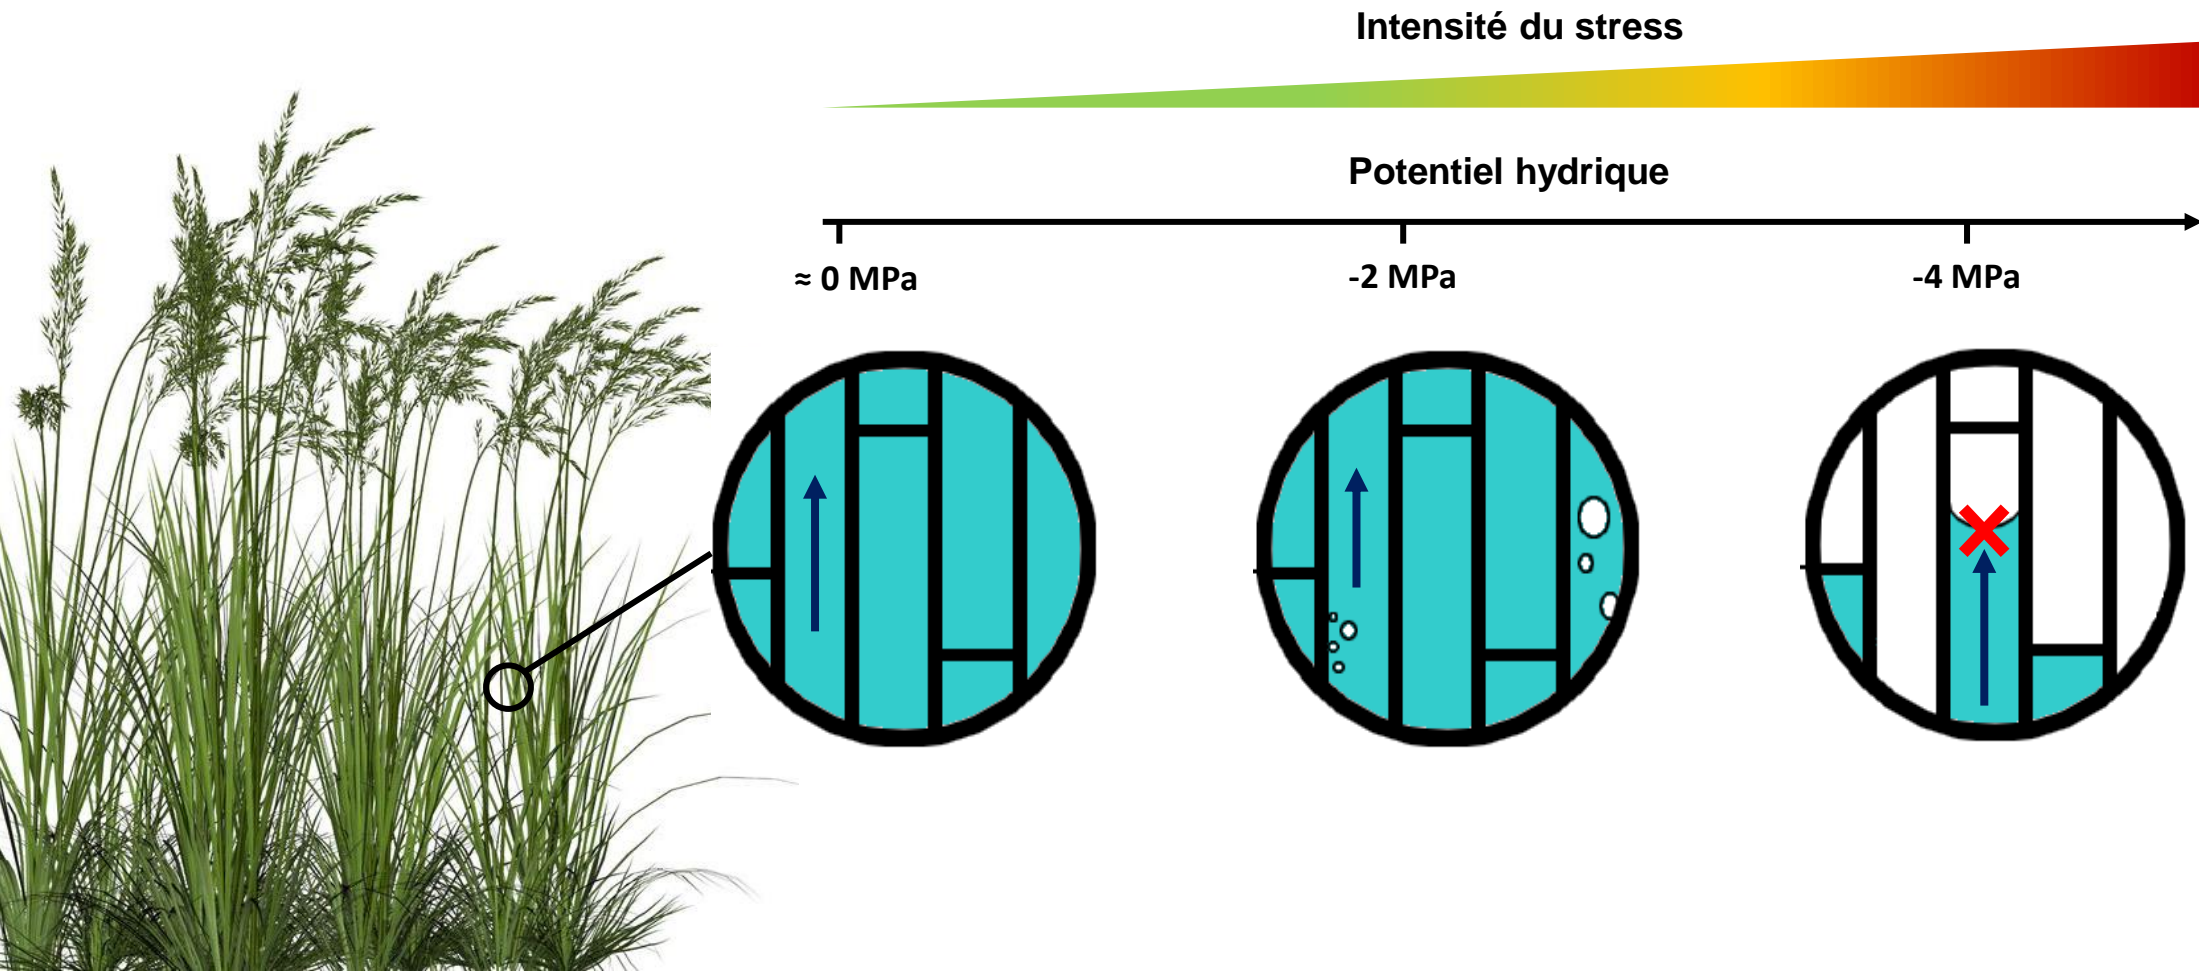 Intensité du stress
Potentiel hydrique
≈ 0 MPa
-2 MPa
-4 MPa